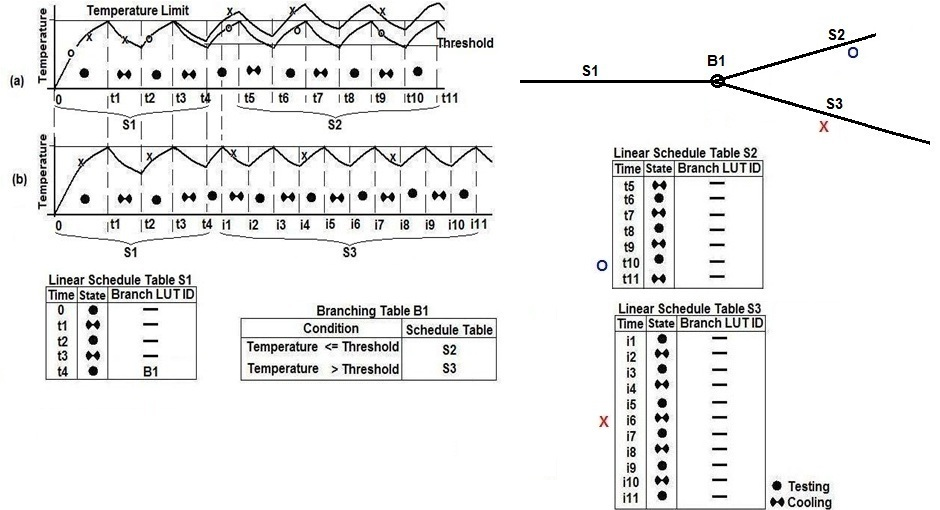 Temperature
Temperature Limit
x x x
x x o x o o o
Threshold
(a)
0 t1 t2 t3 t4 t5 t6 t7 t8 t9 t10 t11
S1 S2
Temperature
x x x x x
(b)
0 t1 t2 t3 t4 i1 i2 i3 i4 i5 i6 i7 i8 i9 i10 i11
S1 S3
Linear Schedule Table S1
Time State Branch LUT ID
0 —
t1 —
t2 —
t3 —
t4 B1
Branching Table B1
Condition Schedule Table
Temperature <= Threshold S2
Temperature > Threshold S3
S1 B1 S2
O
S3
X
Linear Schedule Table S2
Time State Branch LUT ID
t5 —
t6 —
t7 —
t8 —
t9 —
O t10 —
t11 —
Linear Schedule Table S3
Time State Branch LUT ID
i1 —
i2 —
i3 —
i4 —
i5 —
X i6 —
i7 —
i8 —
i9 —
i10 —
i11 —
Testing
Cooling